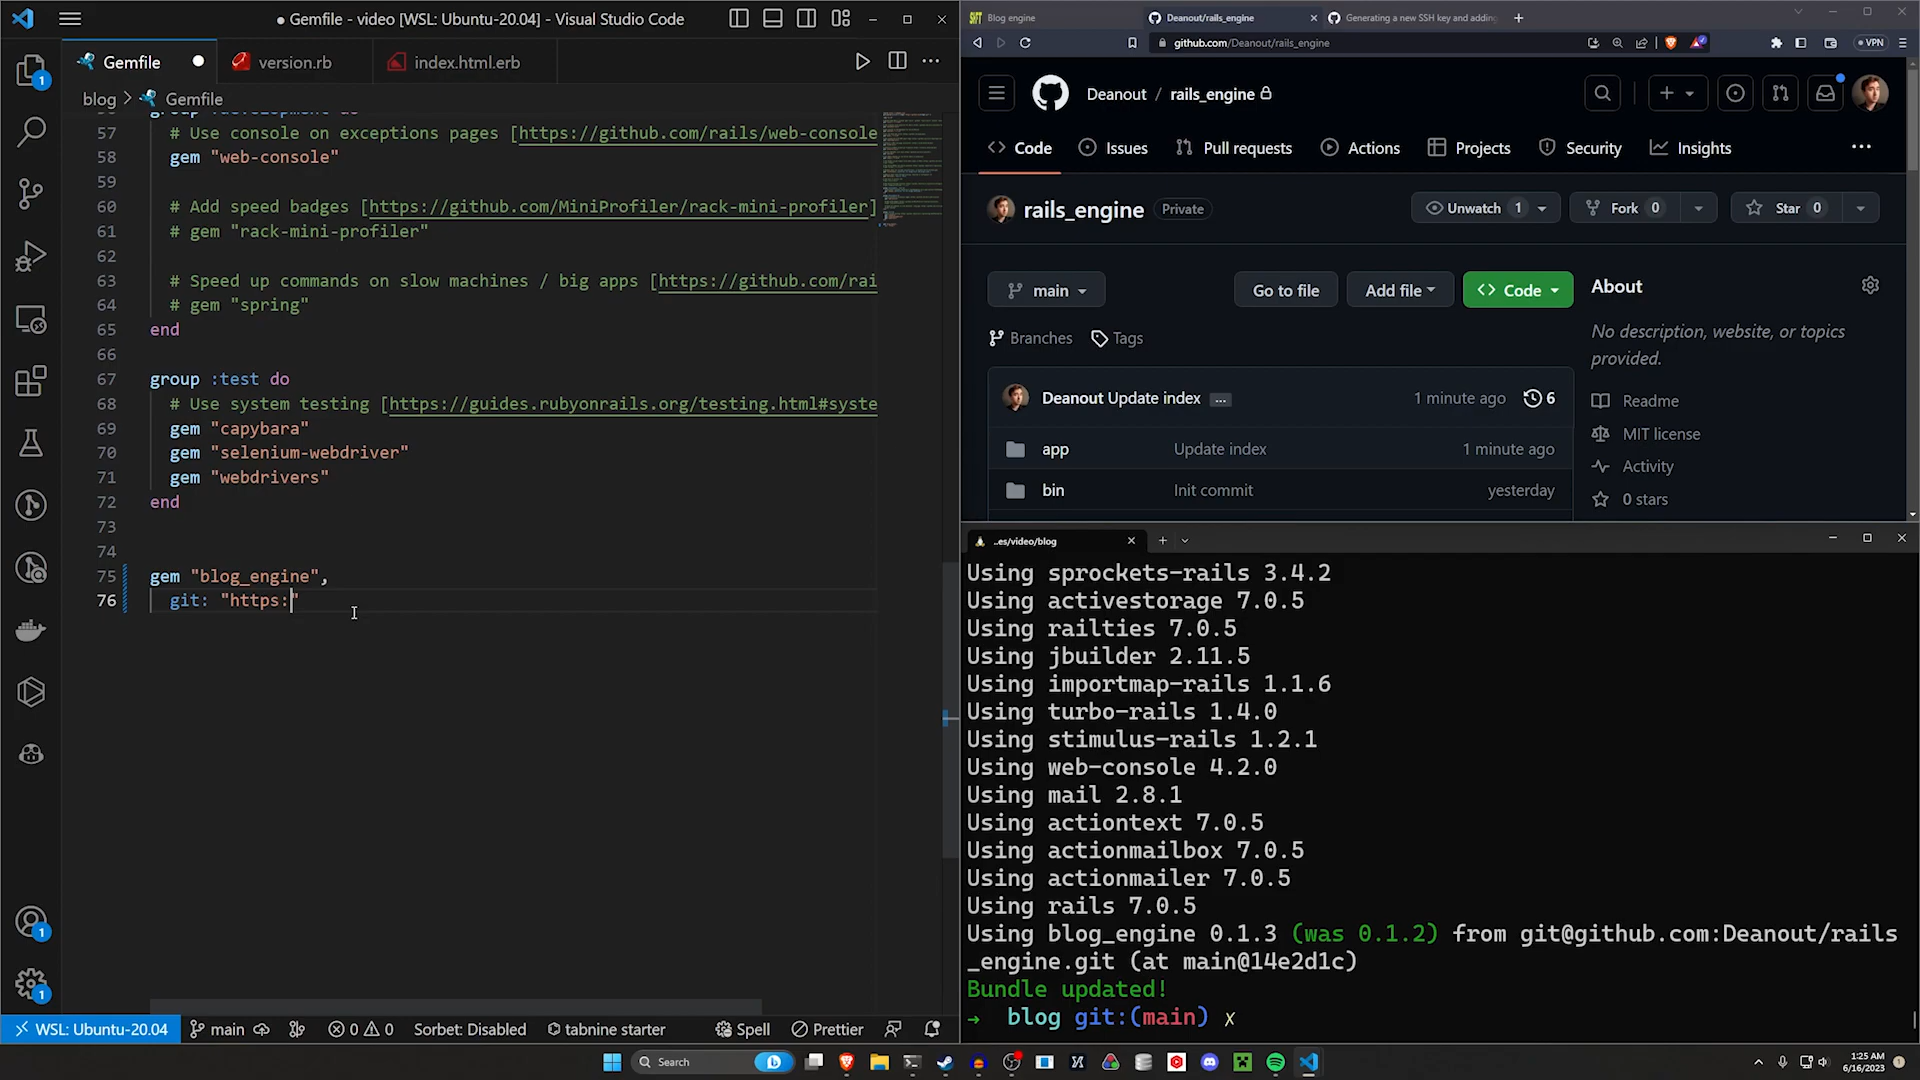 ● Gemfile - video [WSL: Ubuntu-20.04] - Visual Studio Code
Gemfile
version.rb
index.html.erb
blog > Gemfile
57 # Use console on exceptions pages [https://github.com/rails/web-console
58 gem "web-console"
59
60 # Add speed badges [https://github.com/MiniProfiler/rack-mini-profiler]
61 # gem "rack-mini-profiler"
62
63 # Speed up commands on slow machines / big apps [https://github.com/rai
64 # gem "spring"
65 end
66
67 group :test do
68 # Use system testing [https://guides.rubyonrails.org/testing.html#syste
69 gem "capybara"
70 gem "selenium-webdriver"
71 gem "webdrivers"
72 end
73
74
75 gem "blog_engine",
76 git: "https:"
1
1
1
WSL: Ubuntu-20.04
main
0 0
Sorbet: Disabled
tabnine starter
Spell
Prettier
Blog engine
Deanout/rails_engine
Generating a new SSH key and adding
github.com/Deanout/rails_engine
VPN
Deanout / rails_engine
Code
Issues
Pull requests
Actions
Projects
Security
Insights
rails_engine
Private
Unwatch 1
Fork 0
Star 0
main
Go to file
Add file
Code
About
Branches
Tags
No description, website, or topics
provided.
Deanout Update index ...
1 minute ago
6
app
Update index
1 minute ago
bin
Init commit
yesterday
Readme
MIT license
Activity
0 stars
..es/video/blog
Using sprockets-rails 3.4.2
Using activestorage 7.0.5
Using railties 7.0.5
Using jbuilder 2.11.5
Using importmap-rails 1.1.6
Using turbo-rails 1.4.0
Using stimulus-rails 1.2.1
Using web-console 4.2.0
Using mail 2.8.1
Using actiontext 7.0.5
Using actionmailbox 7.0.5
Using actionmailer 7.0.5
Using rails 7.0.5
Using blog_engine 0.1.3 (was 0.1.2) from git@github.com:Deanout/rails
_engine.git (at main@14e2d1c)
Bundle updated!
→ blog git:(main) x
Search
1:25 AM
6/16/2023
1